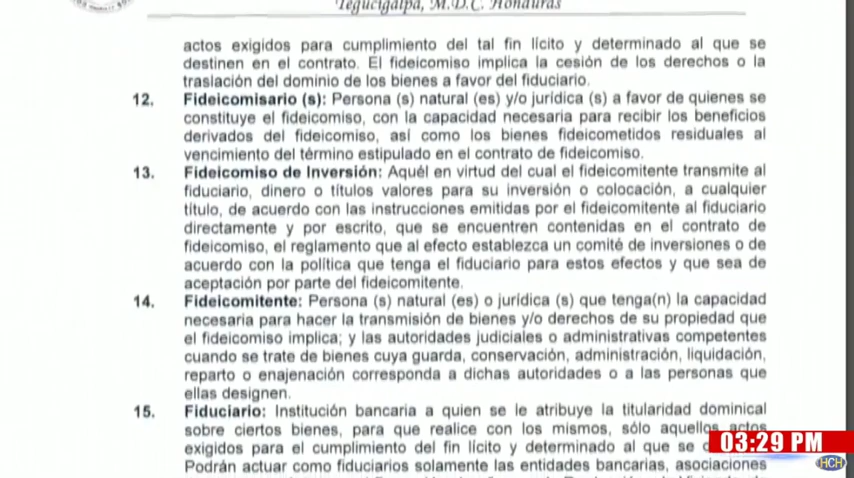 Tegucigalpa, M.D.C. Honduras
actos exigidos para cumplimiento del tal fin lícito y determinado al que se
destinen en el contrato. El fideicomiso implica la cesión de los derechos o la
traslación del dominio de los bienes a favor del fiduciario.
12. Fideicomisario (s): Persona (s) natural (es) y/o jurídica (s) a favor de quienes se
constituye el fideicomiso, con la capacidad necesaria para recibir los beneficios
derivados del fideicomiso, así como los bienes fideicometidos residuales al
vencimiento del término estipulado en el contrato de fideicomiso.
13. Fideicomiso de Inversión: Aquél en virtud del cual el fideicomitente transmite al
fiduciario, dinero o títulos valores para su inversión o colocación, a cualquier
título, de acuerdo con las instrucciones emitidas por el fideicomitente al fiduciario
directamente y por escrito, que se encuentren contenidas en el contrato de
fideicomiso, el reglamento que al efecto establezca un comité de inversiones o de
acuerdo con la política que tenga el fiduciario para estos efectos y que sea de
aceptación por parte del fideicomitente.
14. Fideicomitente: Persona (s) natural (es) o jurídica (s) que tenga(n) la capacidad
necesaria para hacer la transmisión de bienes y/o derechos de su propiedad que
el fideicomiso implica; y las autoridades judiciales o administrativas competentes
cuando se trate de bienes cuya guarda, conservación, administración, liquidación,
reparto o enajenación corresponda a dichas autoridades o a las personas que
ellas designen.
15. Fiduciario: Institución bancaria a quien se le atribuye la titularidad dominical
sobre ciertos bienes, para que realice con los mismos, sólo aquellos actos
exigidos para el cumplimiento del fin lícito y determinado al que se
Podrán actuar como fiduciarios solamente las entidades bancarias, asociaciones
03:29 PM
HCH